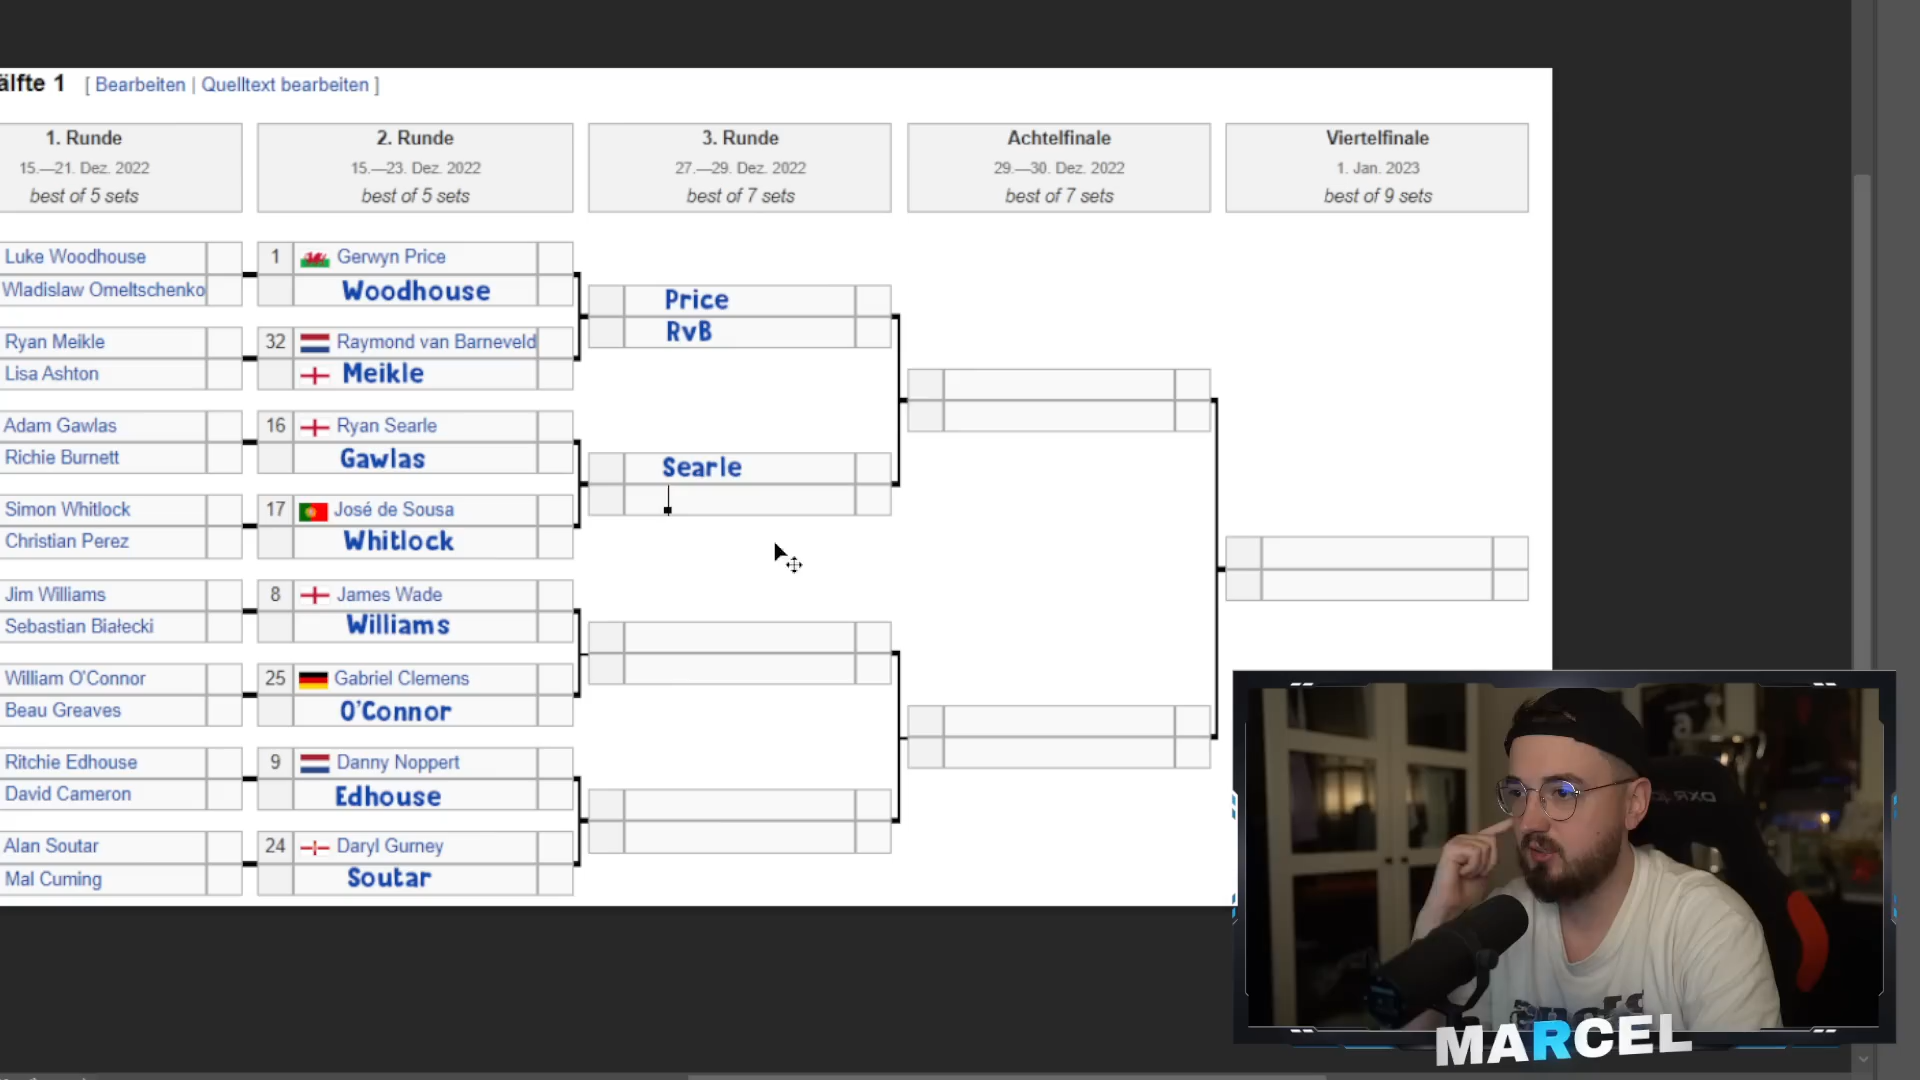 älfte 1 [ Bearbeiten | Quelltext bearbeiten ]
1. Runde
15.—21. Dez. 2022
best of 5 sets
2. Runde
15.—23. Dez. 2022
best of 5 sets
3. Runde
27.—29. Dez. 2022
best of 7 sets
Achtelfinale
29.—30. Dez. 2022
best of 7 sets
Viertelfinale
1. Jan. 2023
best of 9 sets
Luke Woodhouse
Wladislaw Omeltschenko
Ryan Meikle
Lisa Ashton
Adam Gawlas
Richie Burnett
Simon Whitlock
Christian Perez
Jim Williams
Sebastian Białecki
William O'Connor
Beau Greaves
Ritchie Edhouse
David Cameron
Alan Soutar
Mal Cuming
1 Gerwyn Price
Woodhouse
32 Raymond van Barneveld
Meikle
16 Ryan Searle
Gawlas
17 José de Sousa
Whitlock
8 James Wade
Williams
25 Gabriel Clemens
O'Connor
9 Danny Noppert
Edhouse
24 Daryl Gurney
Soutar
Price
RvB
Searle
MARCEL